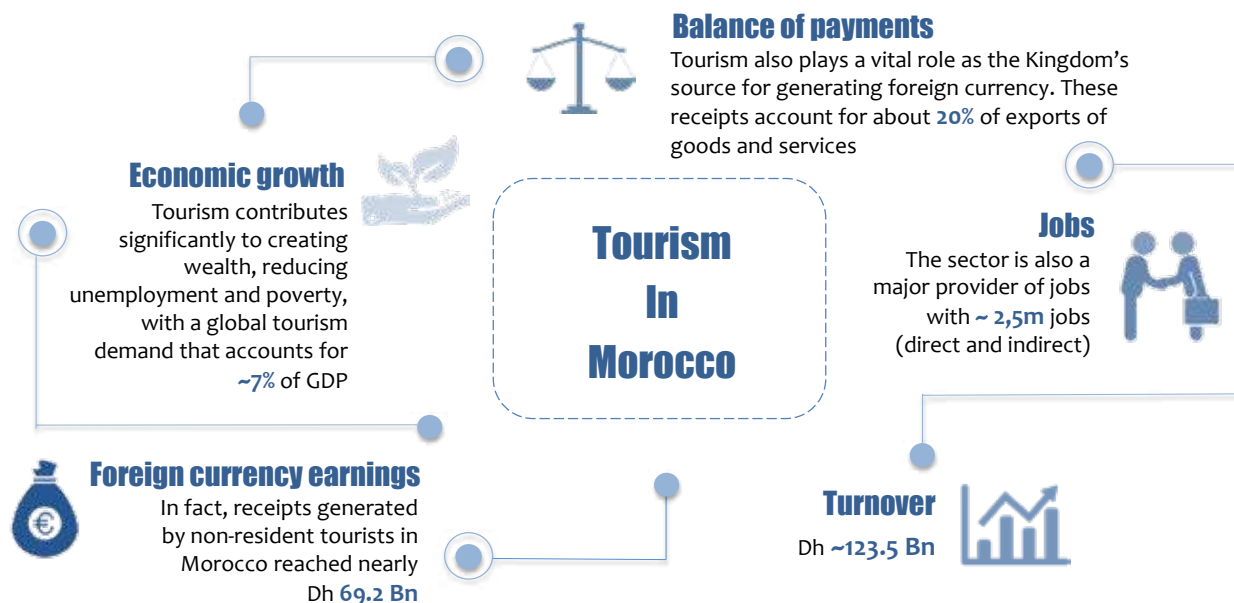 Balance of payments
Tourism also plays a vital role as the Kingdom's
source for generating foreign currency. These
receipts account for about 20% of exports of
goods and services
Economic growth
Tourism contributes
significantly to creating
wealth, reducing
unemployment and poverty,
with a global tourism
demand that accounts for
~7% of GDP
Tourism
In
Morocco
Jobs
The sector is also a
major provider of jobs
with ~ 2,5m jobs
(direct and indirect)
Foreign currency earnings
In fact, receipts generated
by non-resident tourists in
Morocco reached nearly
Dh 69.2 Bn
€
Turnover
Dh ~123.5 Bn